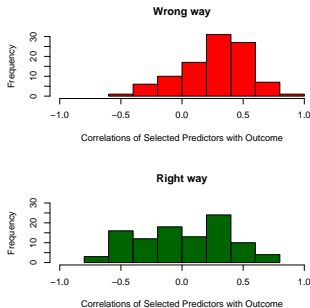 Wrong way
Frequency
0 10 20 30
−1.0 −0.5 0.0 0.5 1.0
Correlations of Selected Predictors with Outcome
Right way
Frequency
0 10 20 30
−1.0 −0.5 0.0 0.5 1.0
Correlations of Selected Predictors with Outcome